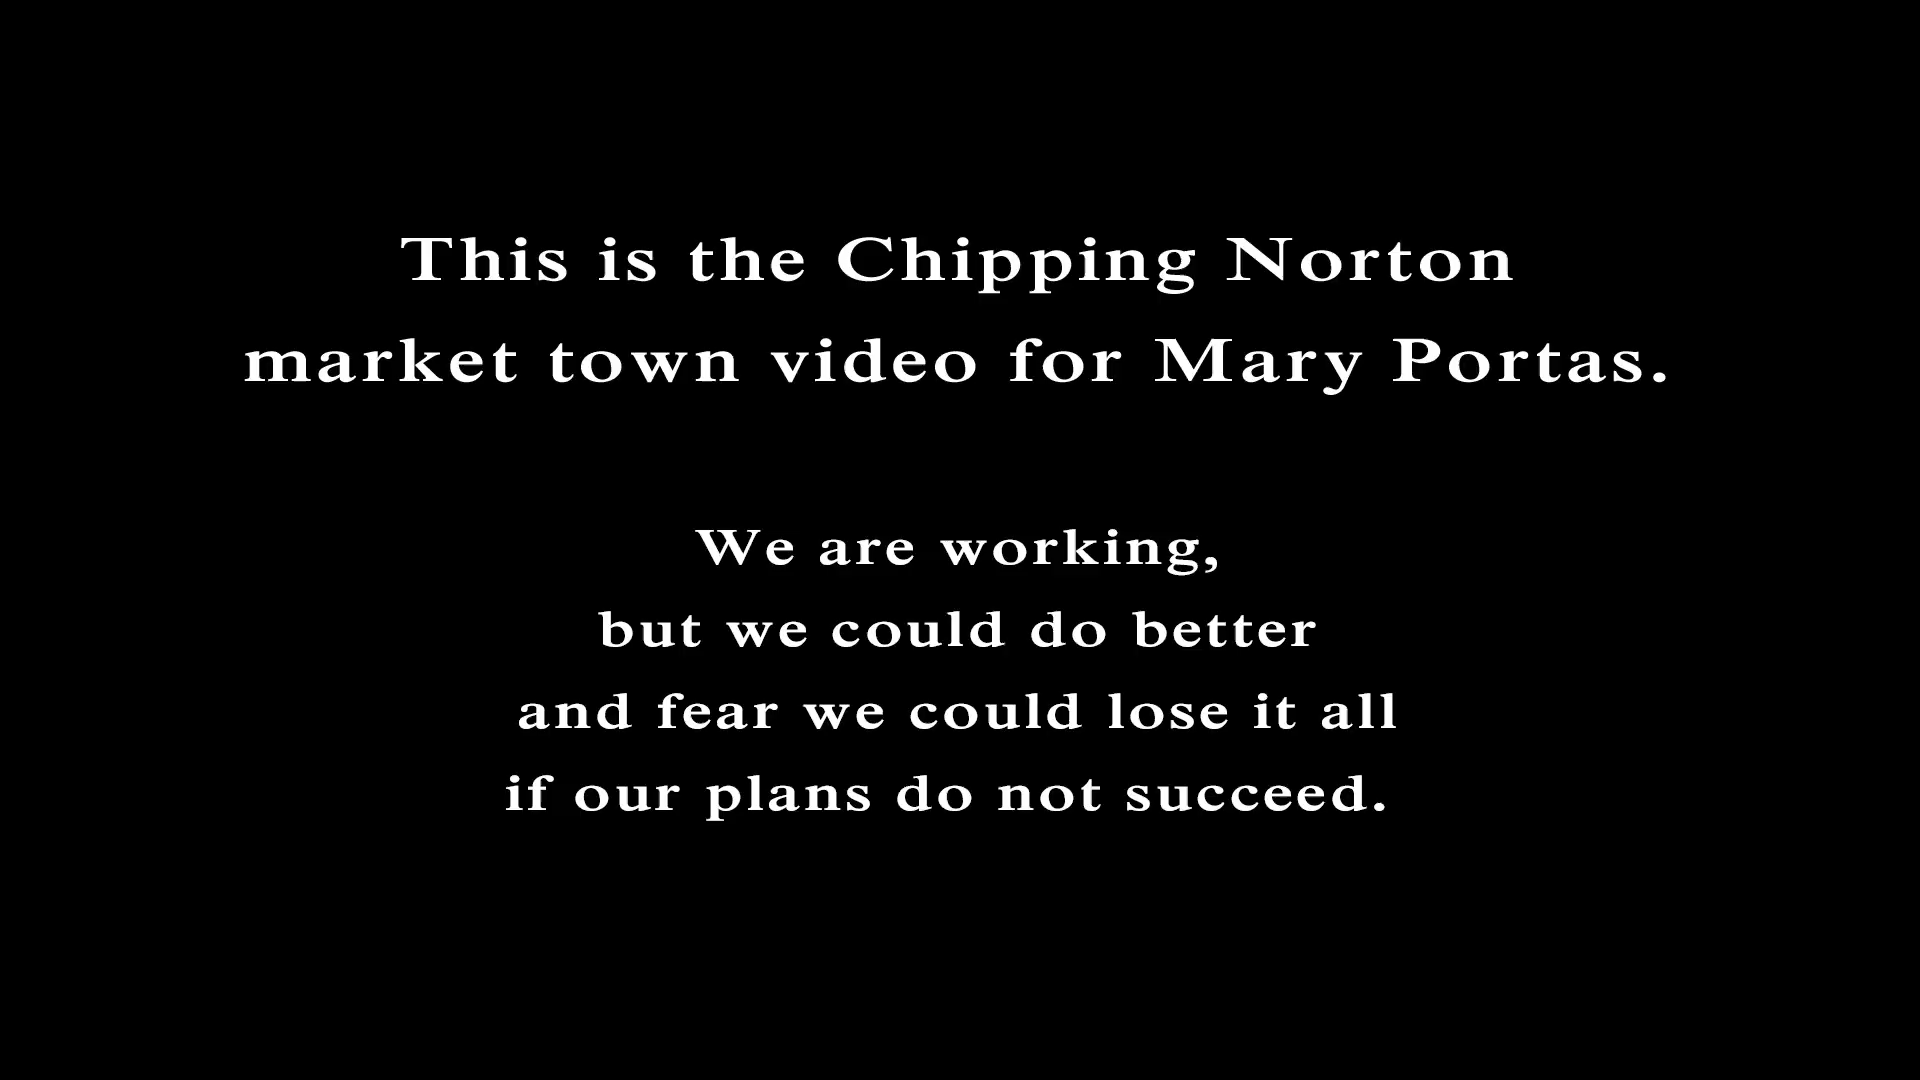 This is the Chipping Norton
market town video for Mary Portas.
We are working,
but we could do better
and fear we could lose it all
if our plans do not succeed.